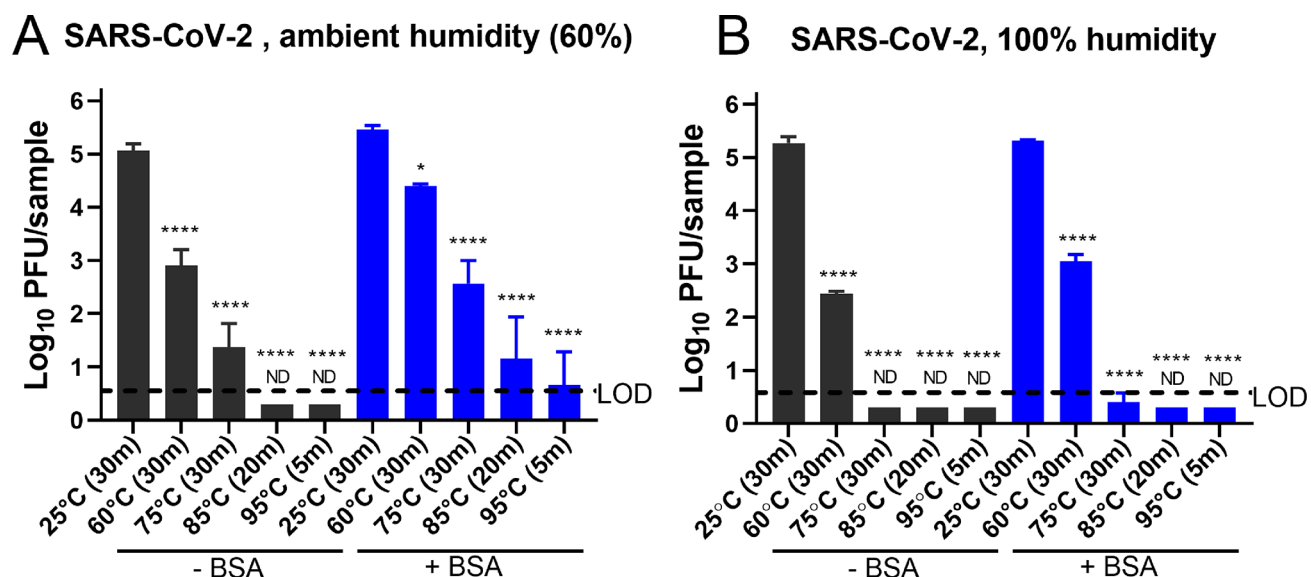 A SARS-CoV-2 , ambient humidity (60%)
Log10 PFU/sample
6
5
4
3
2
1
0
****
****
****
ND
****
ND
*
****
****
****
LOD
25°C (30m)
60°C (30m)
75°C (30m)
85°C (20m)
95°C (5m)
25°C (30m)
60°C (30m)
75°C (30m)
85°C (20m)
95°C (5m)
- BSA
+ BSA
B SARS-CoV-2, 100% humidity
Log10 PFU/sample
6
5
4
3
2
1
0
****
****
ND
****
ND
****
ND
****
****
****
ND
****
ND
LOD
25°C (30m)
60°C (30m)
75°C (30m)
85°C (20m)
95°C (5m)
25°C (30m)
60°C (30m)
75°C (30m)
85°C (20m)
95°C (5m)
- BSA
+ BSA